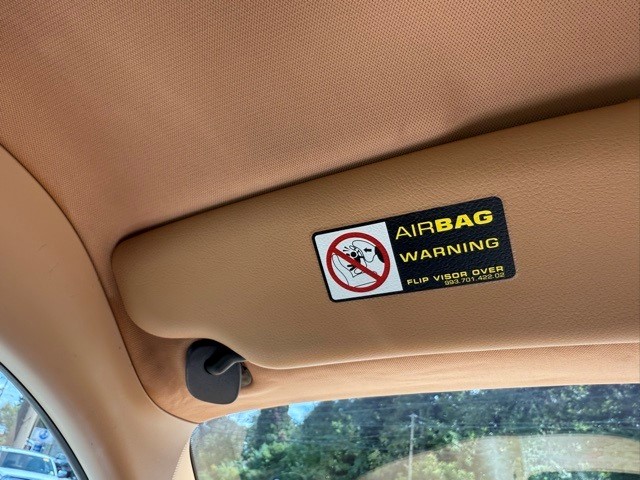 AIRBAG
WARNING
FLIP VISOR OVER
993.701.422.02